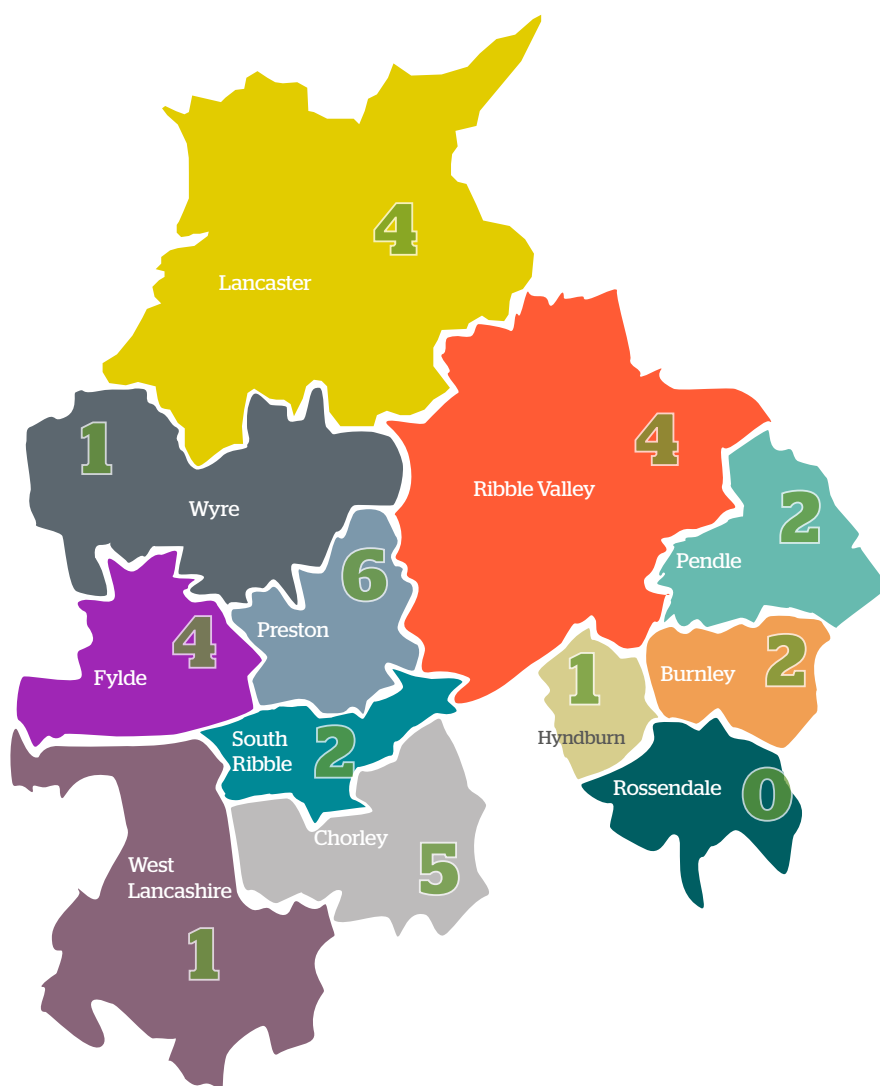 4
Lancaster
1
Wyre
4
Ribble Valley
2
Pendle
6
Preston
4
Fylde
1
Hyndburn
2
Burnley
South
Ribble
2
Rossendale
0
Chorley
5
West
Lancashire
1